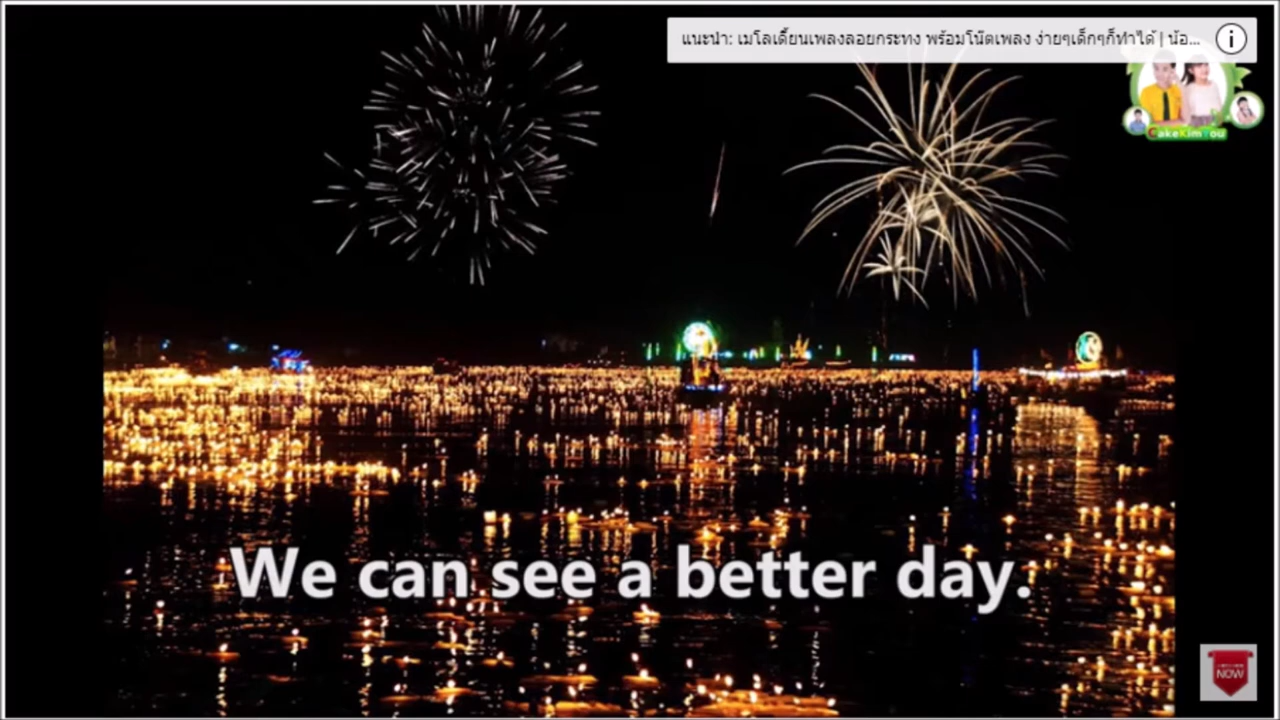 แนะนำ: เมโลเดี้ยนเพลงลอยกระทง พร้อมโน๊ตเพลง ง่ายๆเด็กๆก็ทำได้ | น้อ...
CakeKimYou
We can see a better day.
NOW